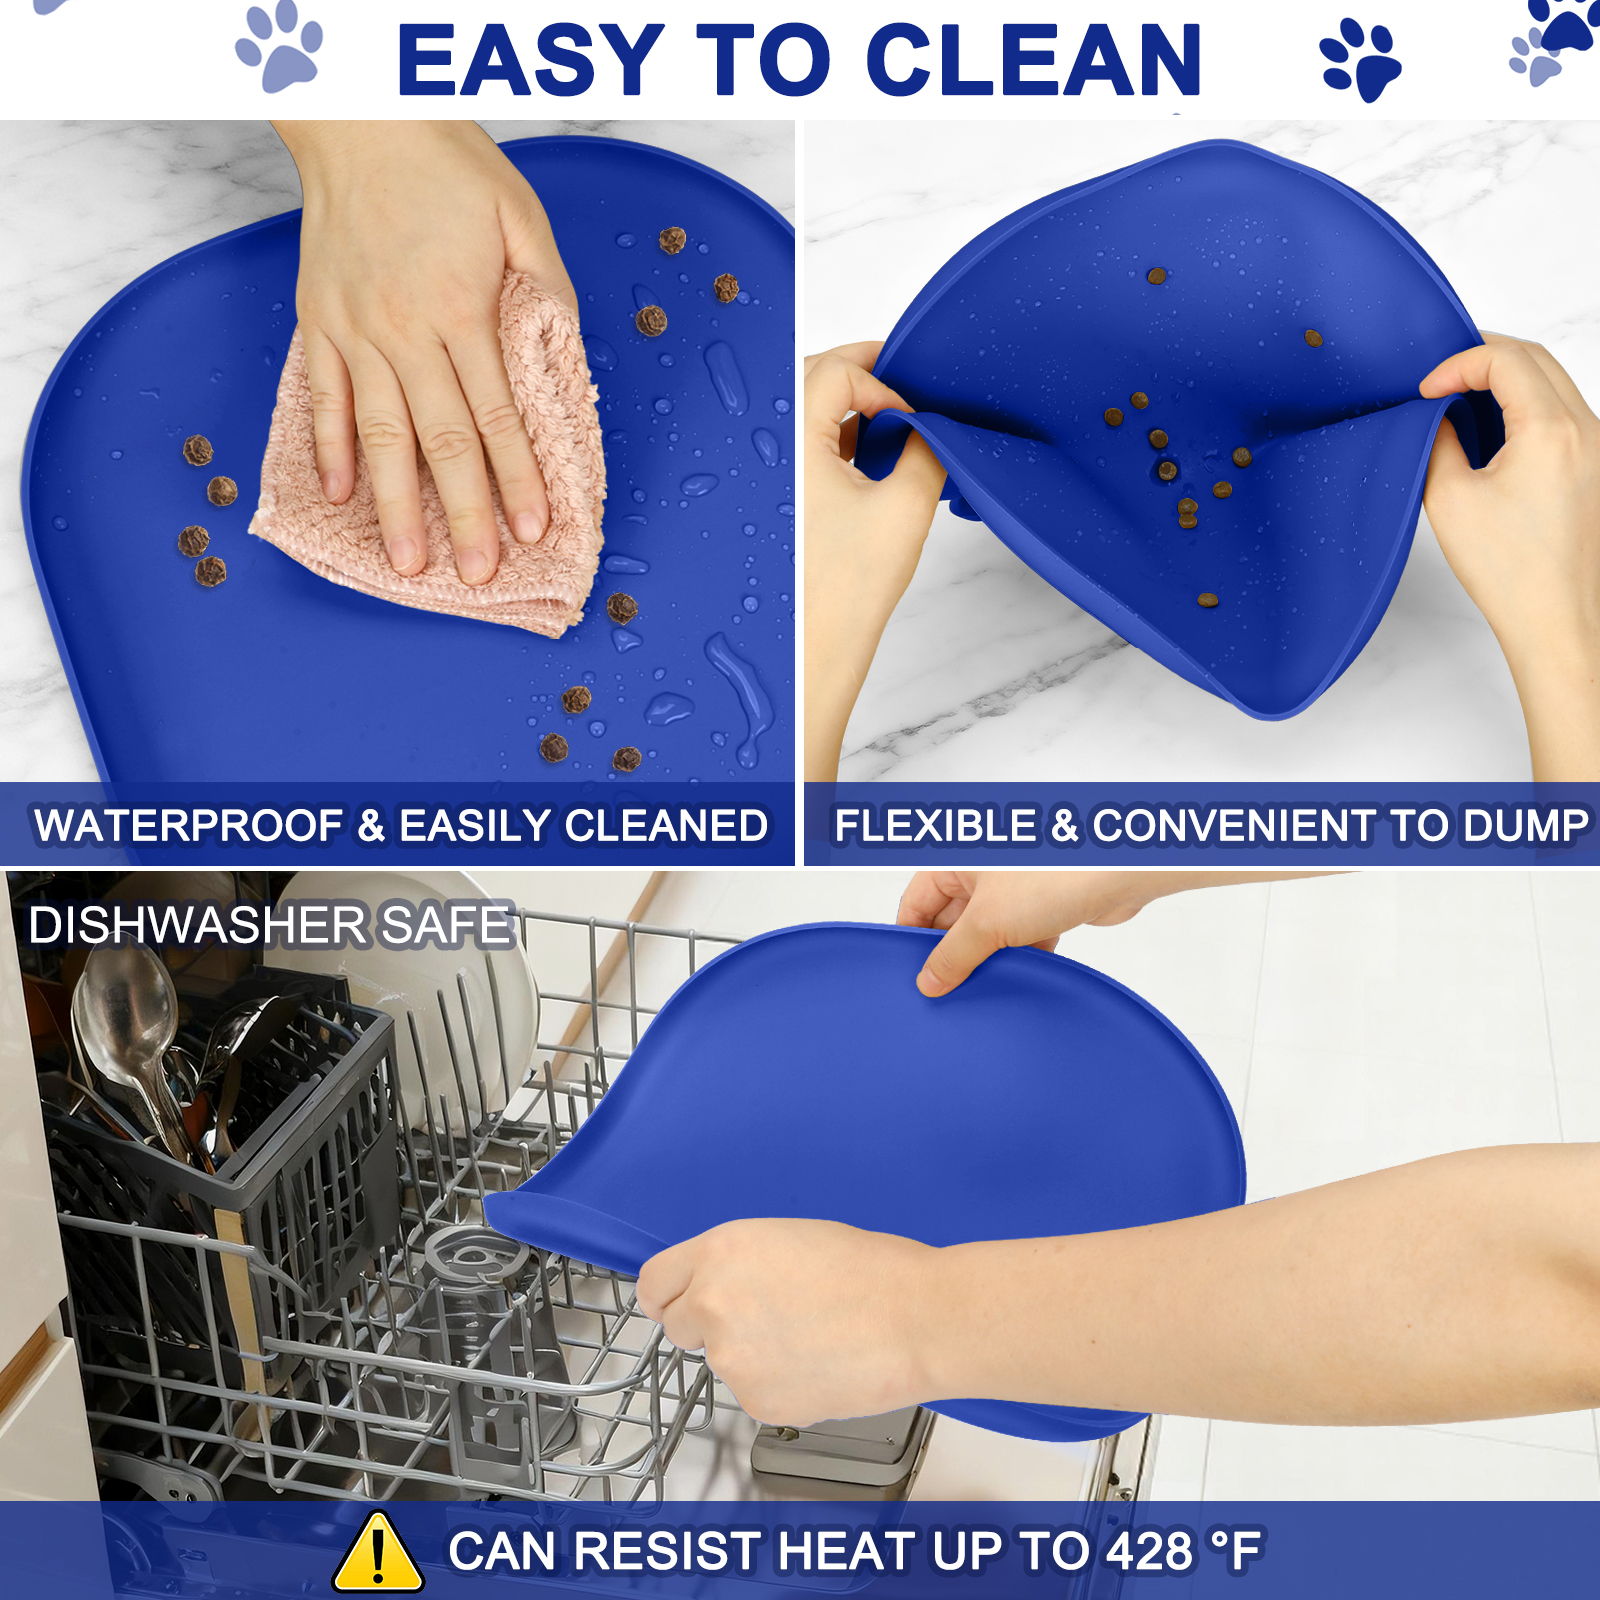 EASY TO CLEAN
WATERPROOF & EASILY CLEANED
FLEXIBLE & CONVENIENT TO DUMP
DISHWASHER SAFE
CAN RESIST HEAT UP TO 428 °F